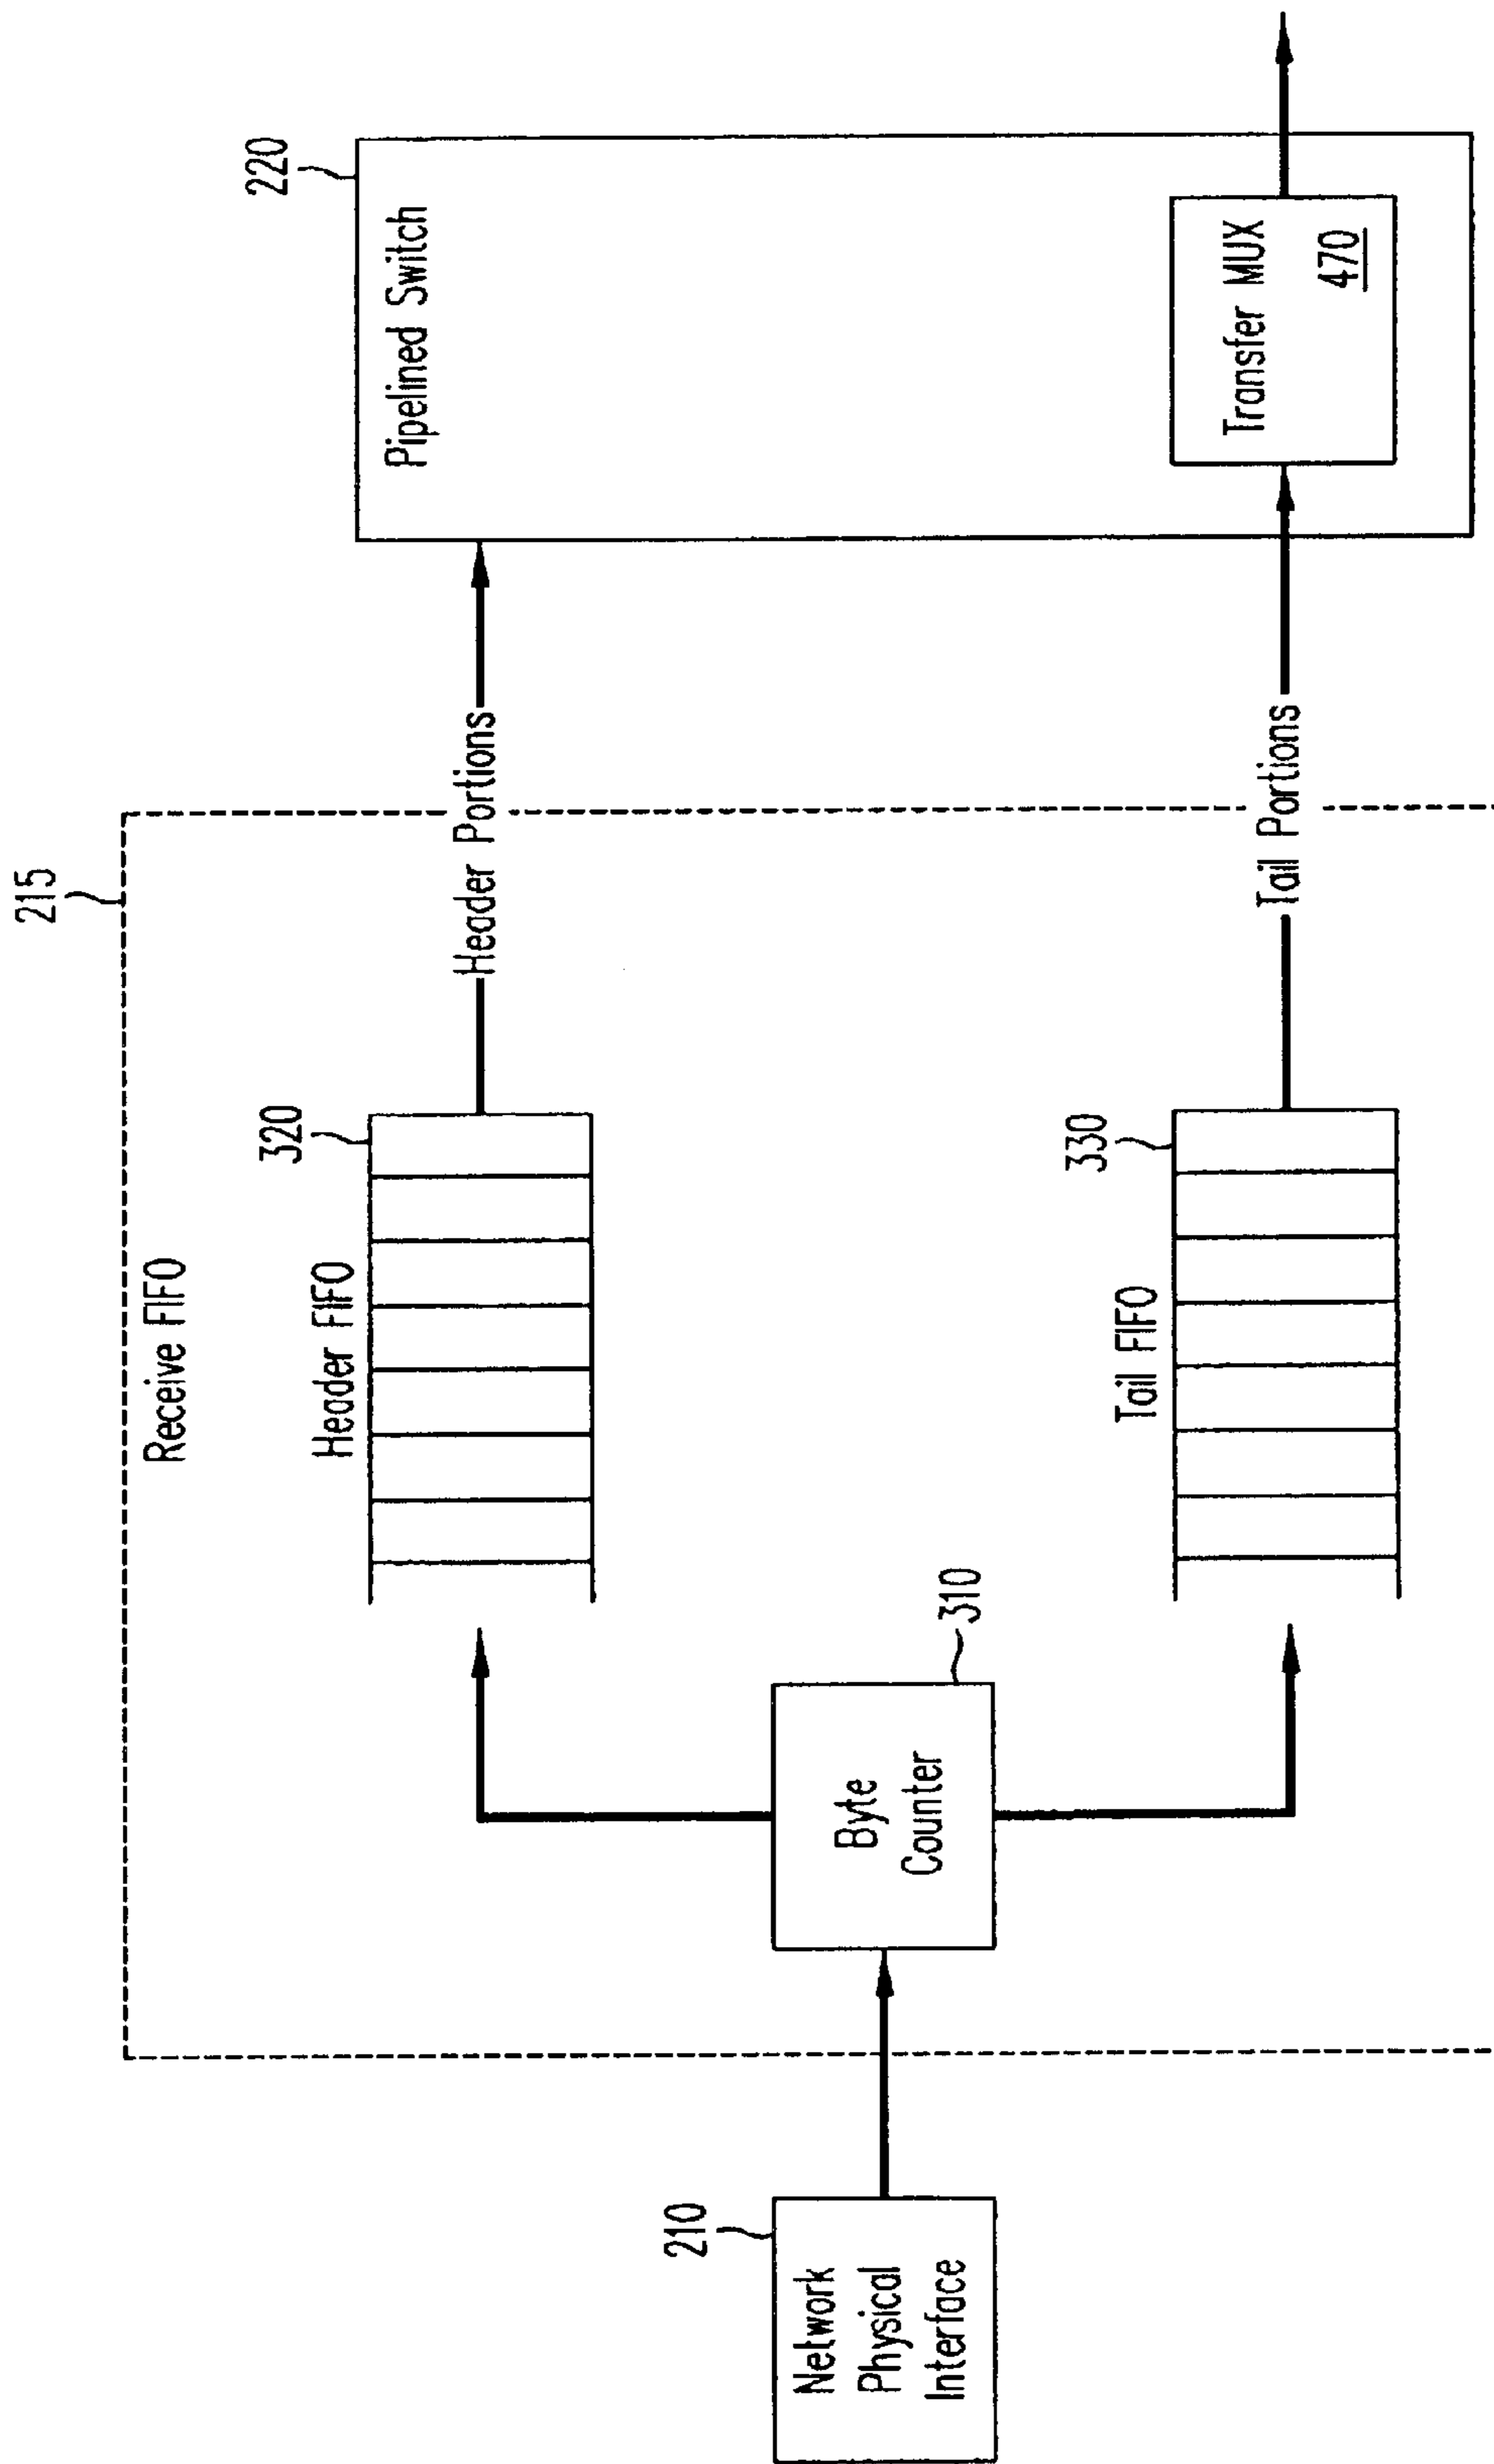 215
Receive FIFO
220
Pipelined Switch
Header FIFO
320
Header Portions
210
Network
Physical
Interface
Byte
Counter
310
Tail FIFO
330
Tail Portions
Transfer MUX
470